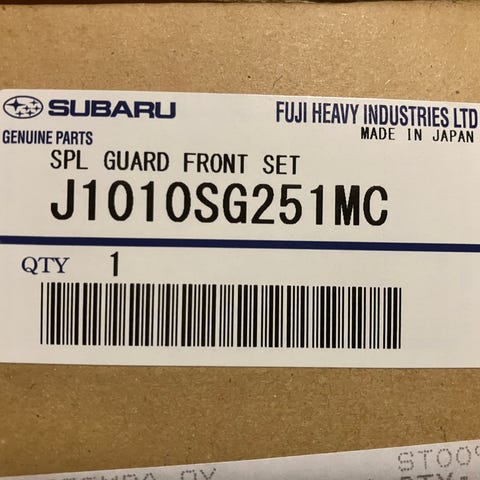 SUBARU
FUJI HEAVY INDUSTRIES LTD
GENUINE PARTS
MADE IN JAPAN
SPL GUARD FRONT SET
J1010SG251MC
QTY 1